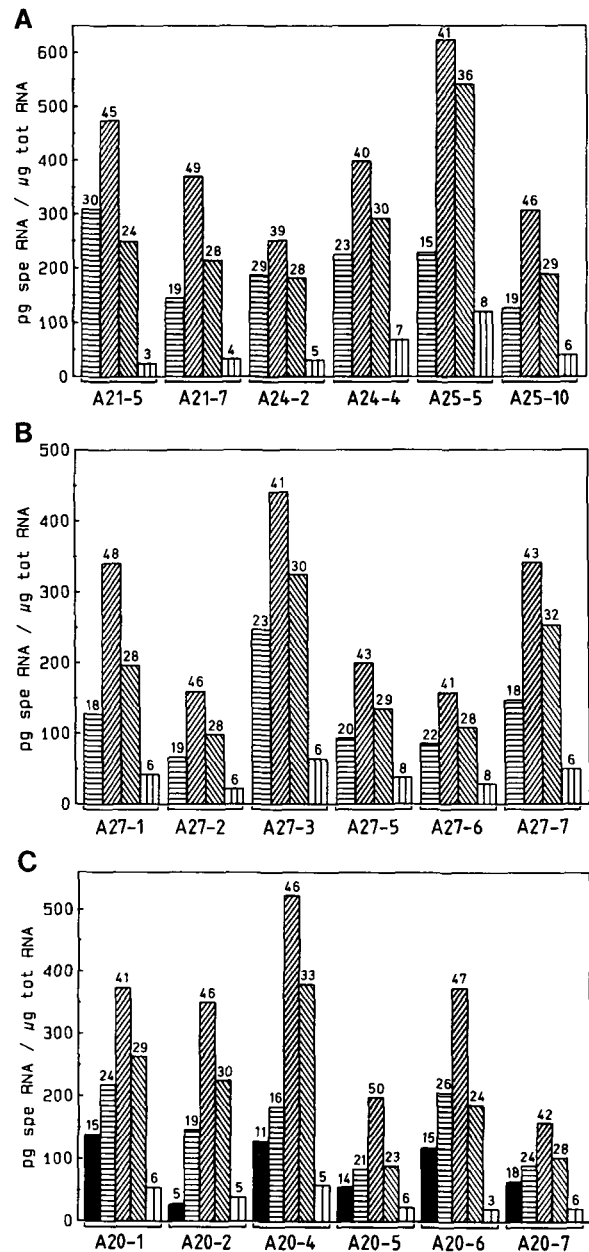 A
pg spe RNA / µg tot RNA
600
500
400
300
200
100
0
30 45 24 3
19 49 28 4
29 39 28 5
23 40 30 7
15 41 36 8
19 46 29 6
A21-5 A21-7 A24-2 A24-4 A25-5 A25-10
B
pg spe RNA / µg tot RNA
500
400
300
200
100
0
18 48 28 6
19 46 28 6
23 41 30 6
20 43 29 8
22 41 28 8
18 43 32 6
A27-1 A27-2 A27-3 A27-5 A27-6 A27-7
C
pg spe RNA / µg tot RNA
500
400
300
200
100
0
15 24 41 29 6
5 19 46 30 5
11 16 46 33 5
14 21 50 23 6
15 26 47 24 3
18 24 42 28 6
A20-1 A20-2 A20-4 A20-5 A20-6 A20-7